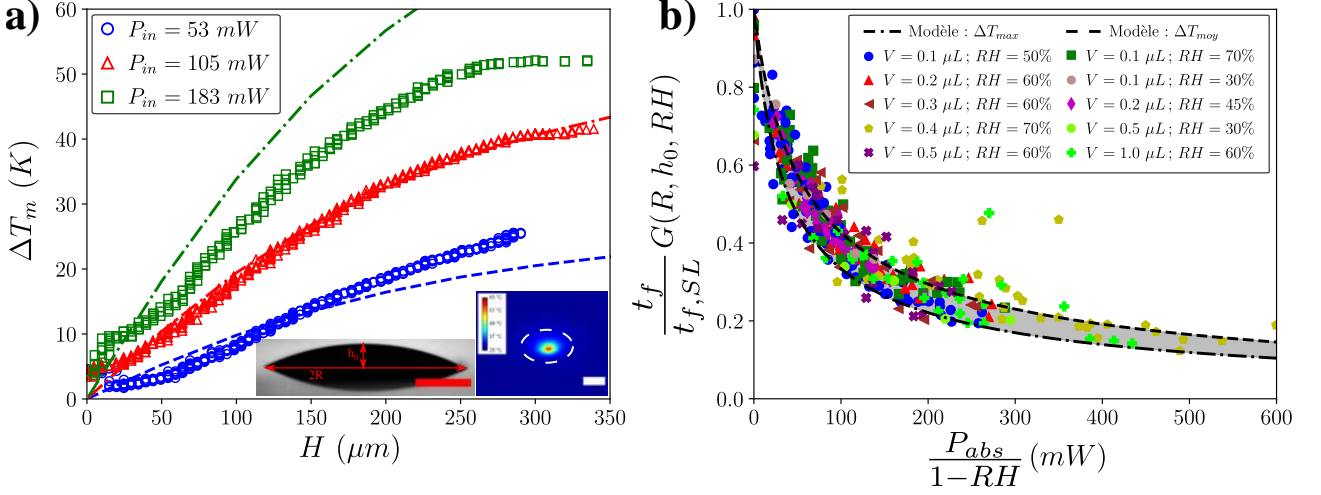 a)
P_in = 53 mW
P_in = 105 mW
P_in = 183 mW
60
50
40
30
20
10
0
ΔT_m (K)
h₀
2R
0 50 100 150 200 250 300 350
H (μm)
b)
Modèle : ΔT_max
V = 0.1 μL ; RH = 50%
V = 0.2 μL ; RH = 60%
V = 0.3 μL ; RH = 60%
V = 0.4 μL ; RH = 70%
V = 0.5 μL ; RH = 60%
Modèle : ΔT_moy
V = 0.1 μL ; RH = 70%
V = 0.1 μL ; RH = 30%
V = 0.2 μL ; RH = 45%
V = 0.5 μL ; RH = 30%
V = 1.0 μL ; RH = 60%
1.0
0.8
0.6
0.4
0.2
0.0
t_f / t_f,SL G(R, h₀, RH)
0 100 200 300 400 500 600
P_abs / 1−RH (mW)